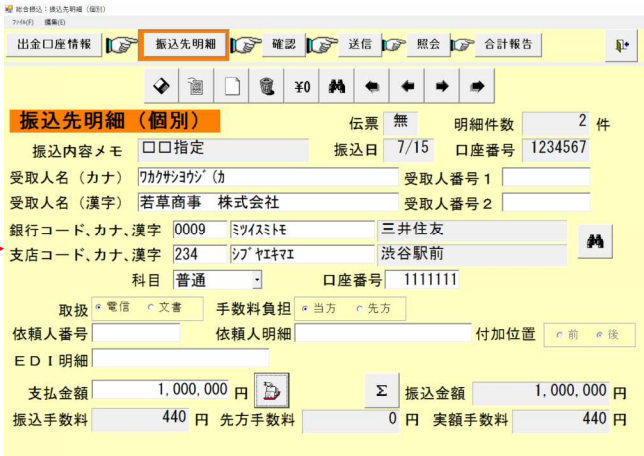 総合振込：振込先明細（個別）
ファイル(F) 編集(E)
出金口座情報 振込先明細 確認 送信 照会 合計報告
¥0
振込先明細（個別） 伝票 無 明細件数 2 件
振込内容メモ 口口指定 振込日 7/15 口座番号 1234567
受取人名（カナ） ﾜｶｸｻｼﾖｳｼﾞ(ｶ 受取人番号1
受取人名（漢字） 若草商事 株式会社 受取人番号2
銀行コード、カナ、漢字 0009 ﾐﾂｲｽﾐﾄﾓ 三井住友
支店コード、カナ、漢字 234 ｼﾌﾞﾔｴｷﾏｴ 渋谷駅前
科目 普通 口座番号 1111111
取扱 電信 文書 手数料負担 当方 先方
依頼人番号 依頼人明細 付加位置 前 後
ＥＤＩ明細
支払金額 1,000,000 円 Σ 振込金額 1,000,000 円
振込手数料 440 円 先方手数料 0 円 実額手数料 440 円